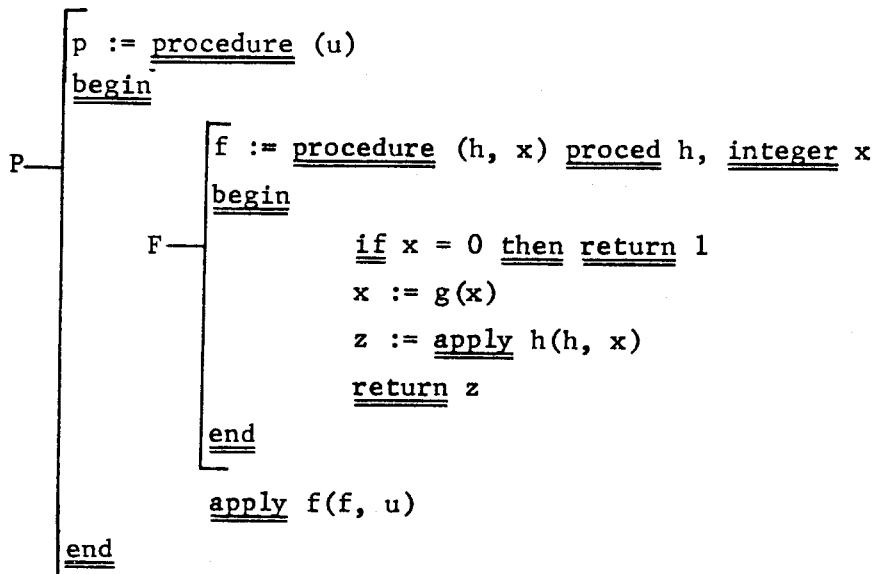 p := procedure (u)
begin
P
f := procedure (h, x) proced h, integer x
begin
F
if x = 0 then return 1
x := g(x)
z := apply h(h, x)
return z
end
apply f(f, u)
end